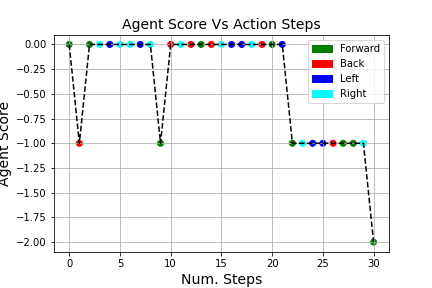 Agent Score Vs Action Steps
Agent Score
0.00
−0.25
−0.50
−0.75
−1.00
−1.25
−1.50
−1.75
−2.00
Forward
Back
Left
Right
0 5 10 15 20 25 30
Num. Steps